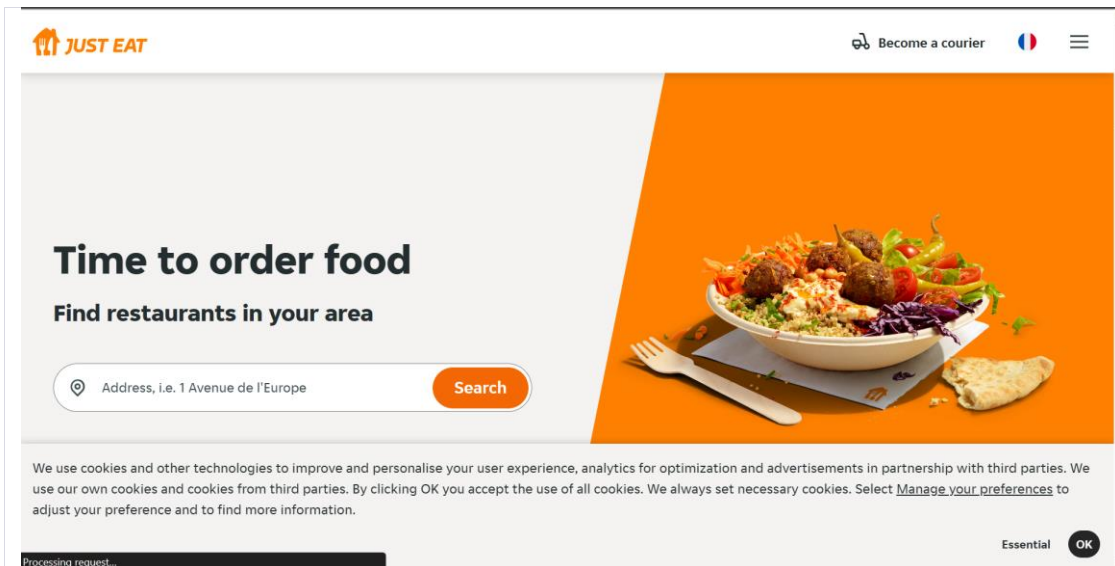 JUST EAT
Become a courier
Time to order food
Find restaurants in your area
Address, i.e. 1 Avenue de l'Europe
Search
We use cookies and other technologies to improve and personalise your user experience, analytics for optimization and advertisements in partnership with third parties. We
use our own cookies and cookies from third parties. By clicking OK you accept the use of all cookies. We always set necessary cookies. Select Manage your preferences to
adjust your preference and to find more information.
Essential
OK
Processing request...